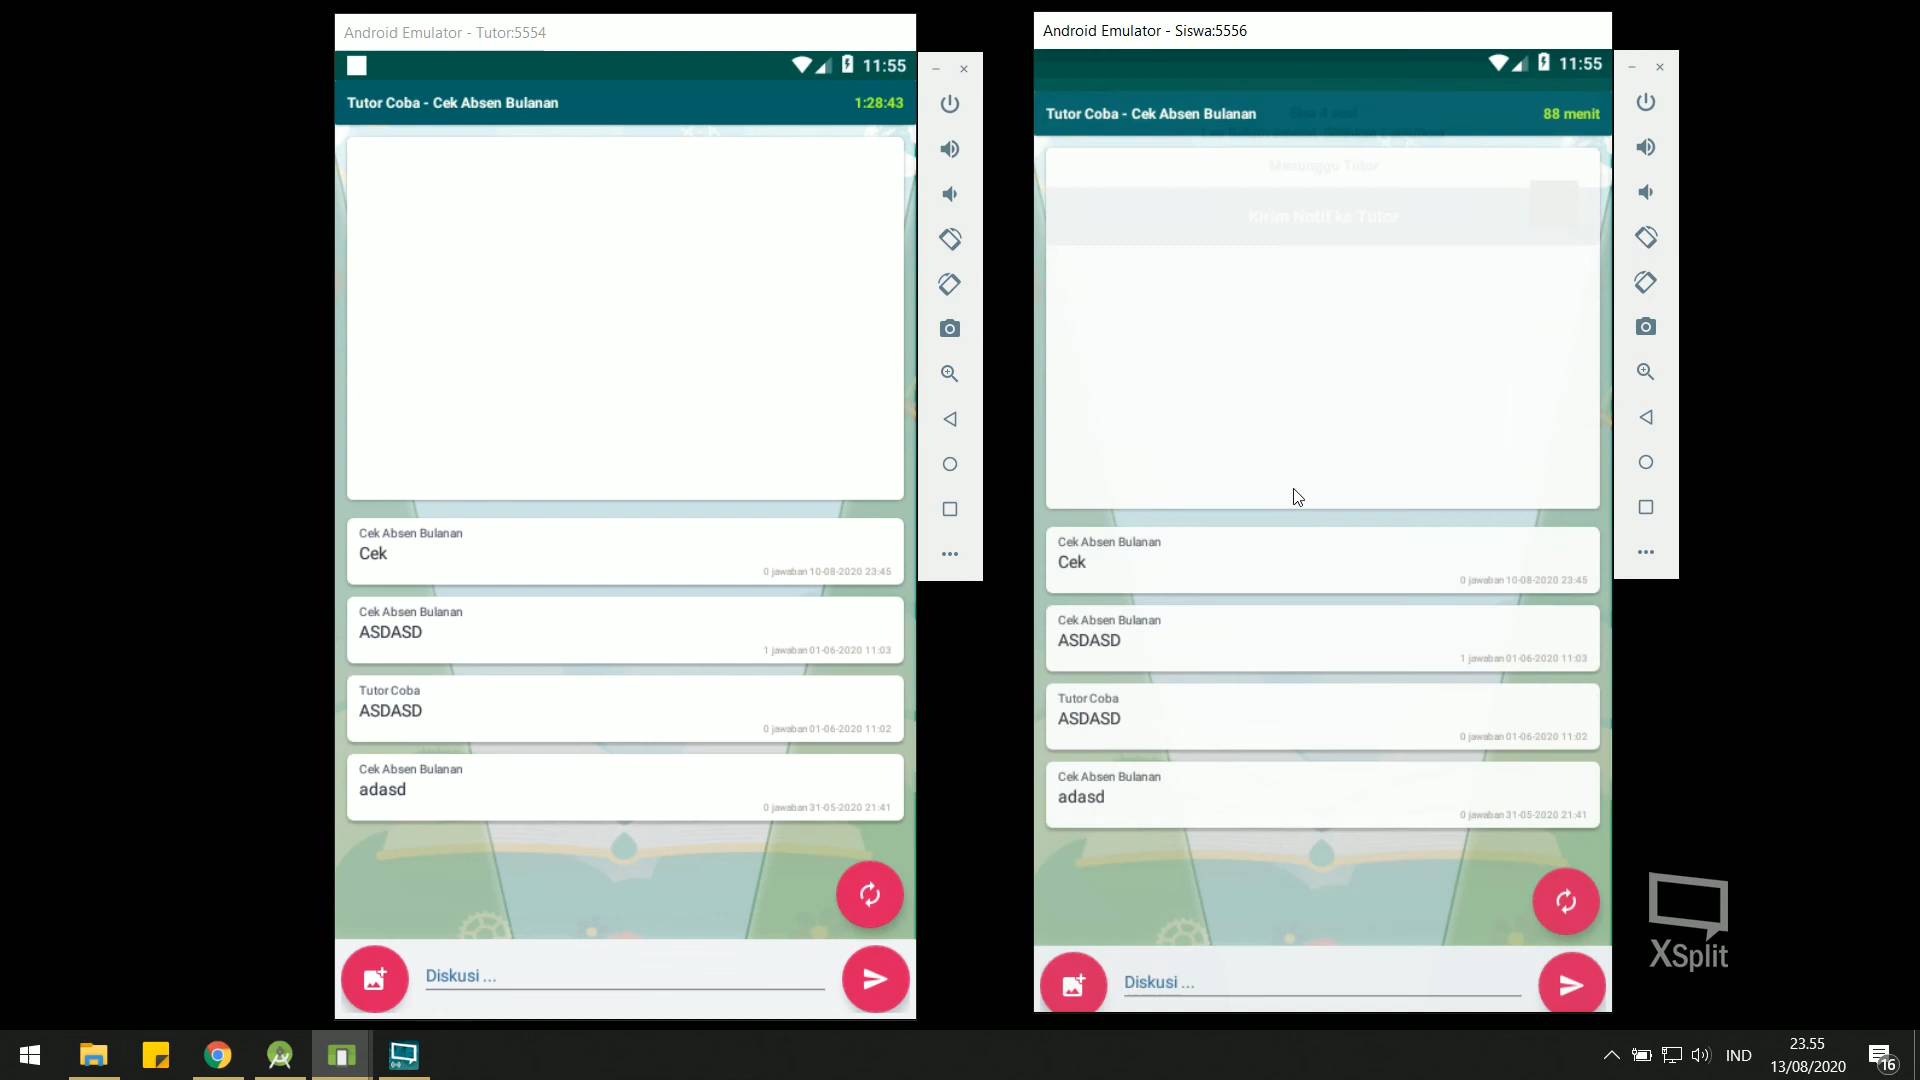 Android Emulator - Tutor:5554
11:55
Tutor Coba - Cek Absen Bulanan
1:28:43
Cek Absen Bulanan
Cek
0 jawaban 10-08-2020 23:45
Cek Absen Bulanan
ASDASD
1 jawaban 01-06-2020 11:03
Tutor Coba
ASDASD
0 jawaban 01-06-2020 11:02
Cek Absen Bulanan
adasd
0 jawaban 31-05-2020 21:41
Diskusi ...
Android Emulator - Siswa:5556
11:55
Tutor Coba - Cek Absen Bulanan
88 menit
Menunggu Tutor
Kirim Notif ke Tutor
Cek Absen Bulanan
Cek
0 jawaban 10-08-2020 23:45
Cek Absen Bulanan
ASDASD
1 jawaban 01-06-2020 11:03
Tutor Coba
ASDASD
0 jawaban 01-06-2020 11:02
Cek Absen Bulanan
adasd
0 jawaban 31-05-2020 21:41
Diskusi ...
XSplit
IND
23.55
13/08/2020
16